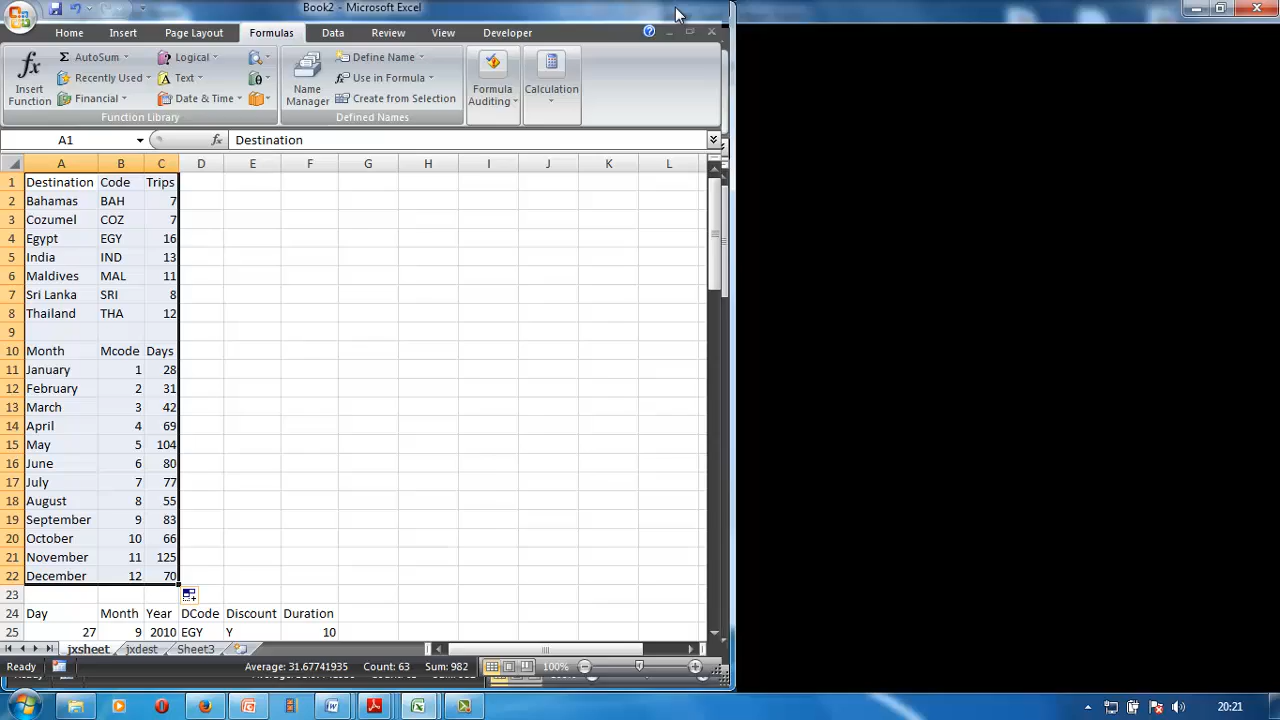 Book2 - Microsoft Excel
Home Insert Page Layout Formulas Data Review View Developer
Insert Function
Σ AutoSum
Recently Used
Financial
Logical
Text
Date & Time
Function Library
Name Manager
Define Name
Use in Formula
Create from Selection
Defined Names
Formula Auditing
Calculation
A1 fx Destination
A B C D E F G H I J K L
1 Destination Code Trips
2 Bahamas BAH 7
3 Cozumel COZ 7
4 Egypt EGY 16
5 India IND 13
6 Maldives MAL 11
7 Sri Lanka SRI 8
8 Thailand THA 12
9
10 Month Mcode Days
11 January 1 28
12 February 2 31
13 March 3 42
14 April 4 69
15 May 5 104
16 June 6 80
17 July 7 77
18 August 8 55
19 September 9 83
20 October 10 66
21 November 11 125
22 December 12 70
23
24 Day Month Year DCode Discount Duration
25 27 9 2010 EGY Y 10
jxsheet jxdest Sheet3
Ready Average: 31.67741935 Count: 63 Sum: 982 100%
20:21